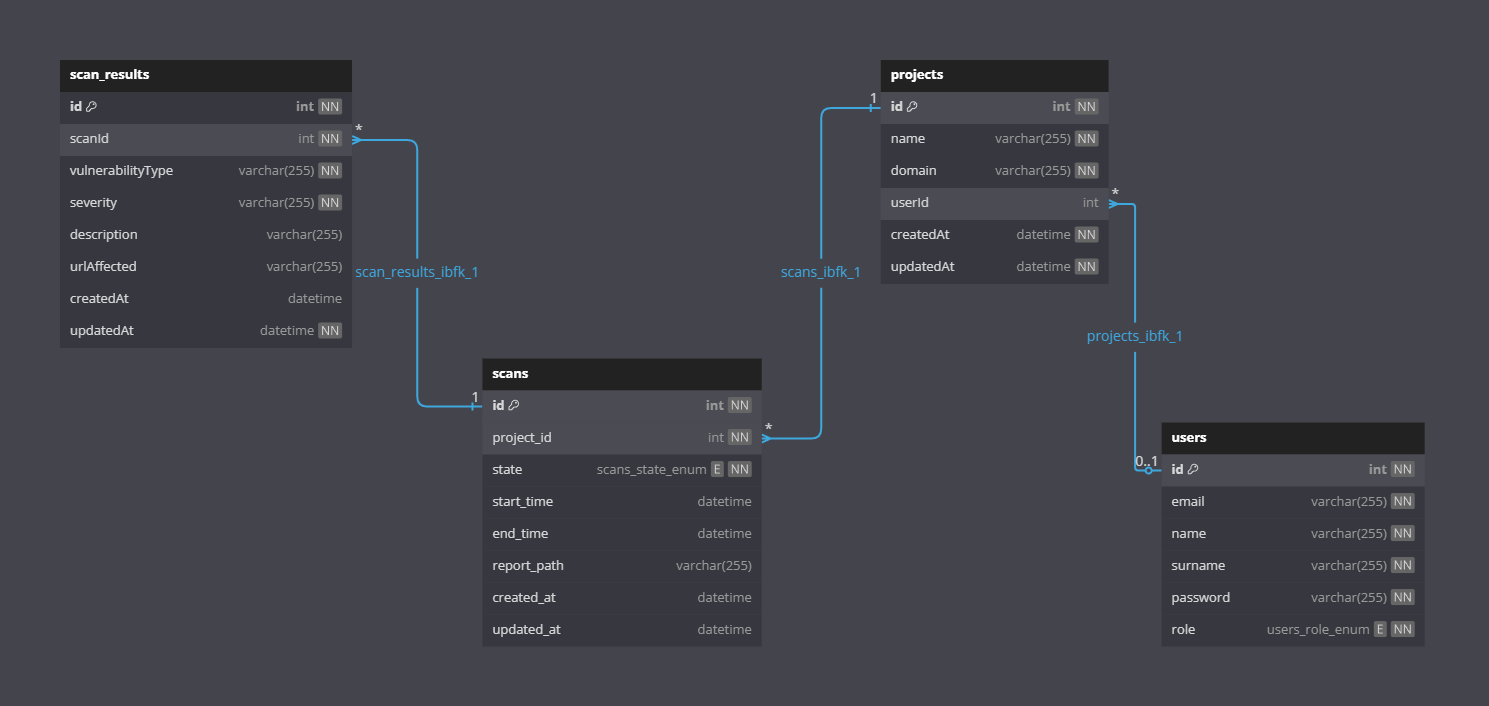 scan_results
id int NN
scanId int NN
vulnerabilityType varchar(255) NN
severity varchar(255) NN
description varchar(255)
urlAffected varchar(255)
createdAt datetime
updatedAt datetime NN
*
scan_results_ibfk_1
1
scans
id int NN
project_id int NN
state scans_state_enum E NN
start_time datetime
end_time datetime
report_path varchar(255)
created_at datetime
updated_at datetime
*
scans_ibfk_1
1
projects
id int NN
name varchar(255) NN
domain varchar(255) NN
userId int
createdAt datetime NN
updatedAt datetime NN
*
projects_ibfk_1
0..1
users
id int NN
email varchar(255) NN
name varchar(255) NN
surname varchar(255) NN
password varchar(255) NN
role users_role_enum E NN